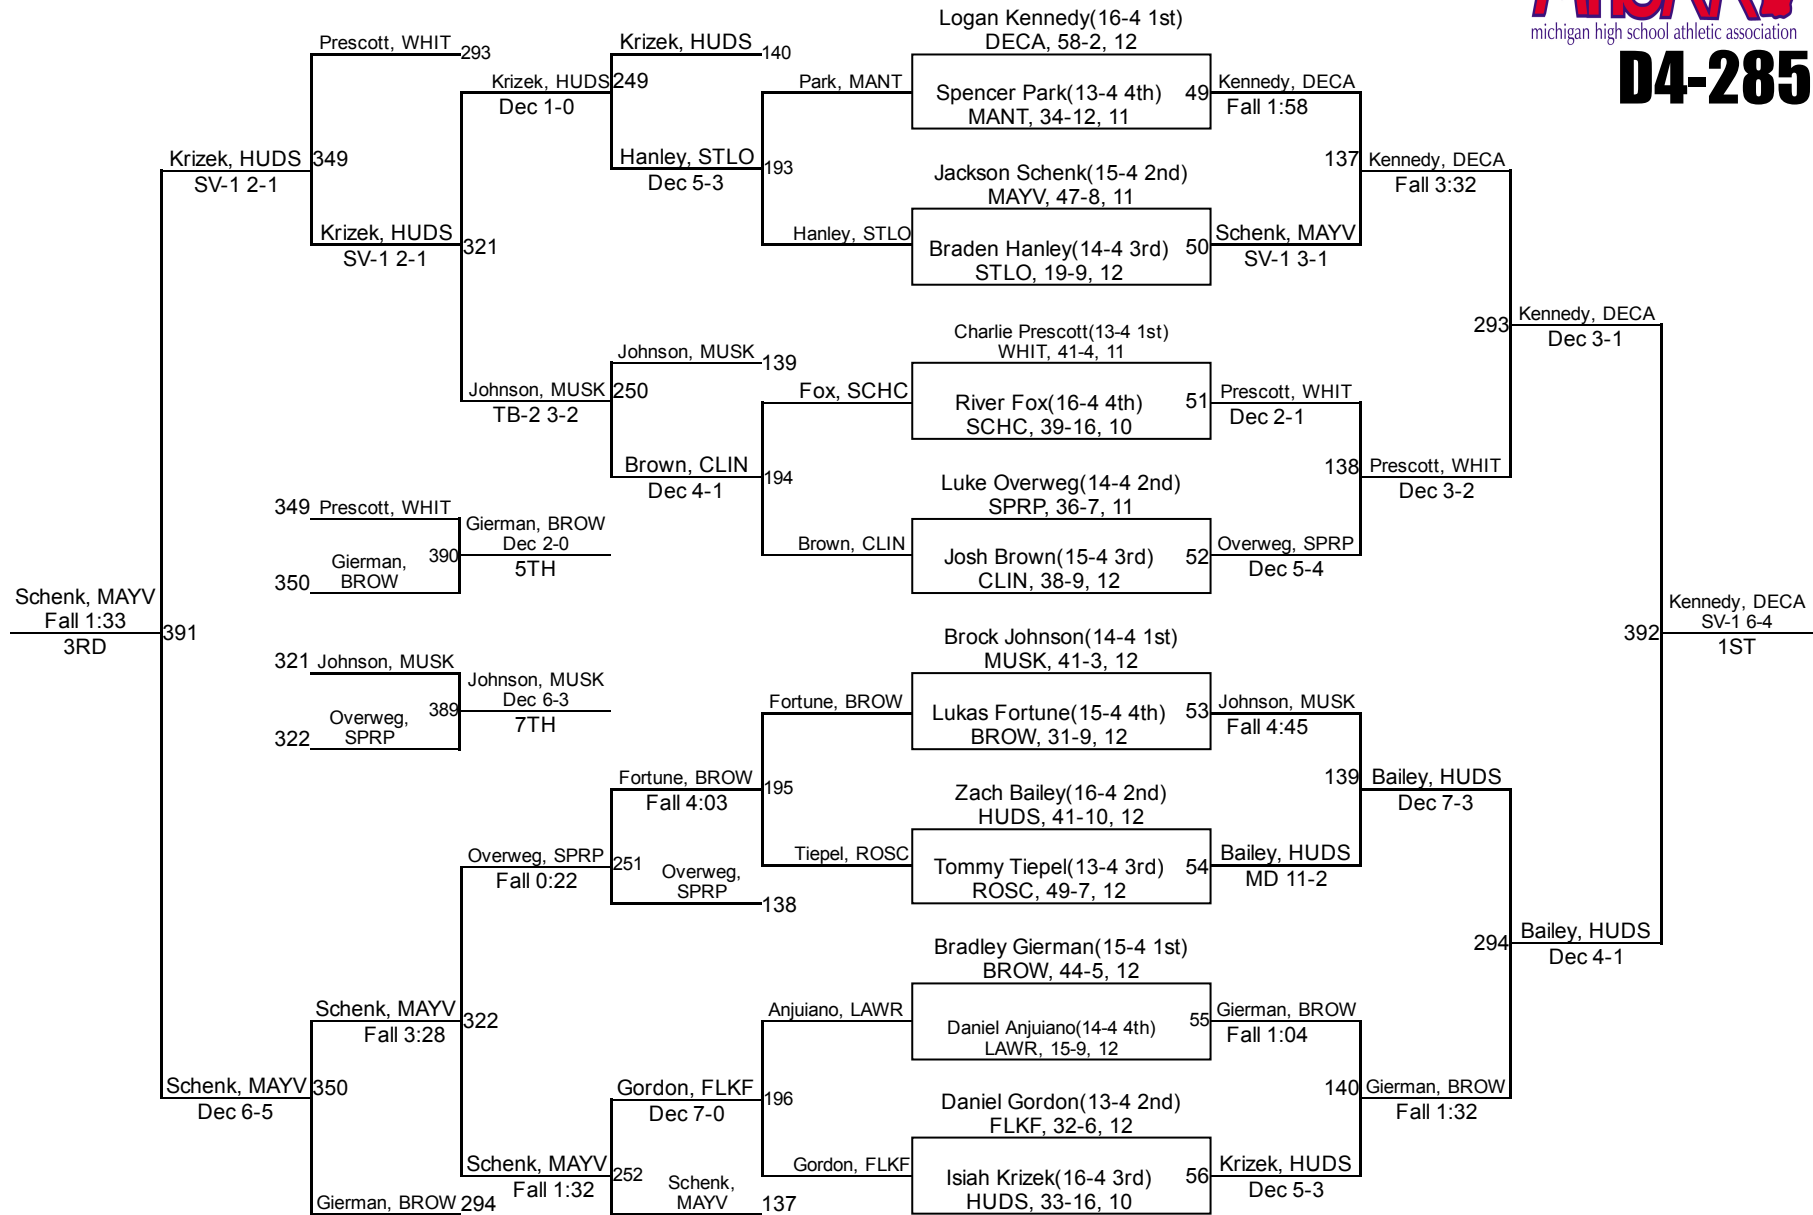 michigan high school athletic association
D4-285
Prescott, WHIT
293
Krizek, HUDS
349
SV-1 2-1
Krizek, HUDS
SV-1 2-1
321
Krizek, HUDS
249
Dec 1-0
Krizek, HUDS
140
Hanley, STLO
193
Dec 5-3
Park, MANT
Hanley, STLO
Johnson, MUSK
250
TB-2 3-2
Johnson, MUSK
139
Brown, CLIN
194
Dec 4-1
Fox, SCHC
Brown, CLIN
349 Prescott, WHIT
350 Gierman,
BROW
390
Gierman, BROW
Dec 2-0
5TH
Schenk, MAYV
Fall 1:33
3RD
391
321 Johnson, MUSK
322 Overweg,
SPRP
389
Johnson, MUSK
Dec 6-3
7TH
Fortune, BROW
Tiepel, ROSC
Fortune, BROW
195
Fall 4:03
Overweg, SPRP
251
Fall 0:22
Overweg,
SPRP
138
Schenk, MAYV
322
Fall 3:28
Schenk, MAYV
350
Dec 6-5
Gierman, BROW 294
Schenk, MAYV
252
Fall 1:32
Gordon, FLKF
196
Dec 7-0
Schenk,
MAYV
137
Anjuiano, LAWR
Gordon, FLKF
Logan Kennedy(16-4 1st)
DECA, 58-2, 12
Spencer Park(13-4 4th)
MANT, 34-12, 11
49
Kennedy, DECA
Fall 1:58
Jackson Schenk(15-4 2nd)
MAYV, 47-8, 11
Braden Hanley(14-4 3rd)
STLO, 19-9, 12
50
Schenk, MAYV
SV-1 3-1
137
Kennedy, DECA
Fall 3:32
Charlie Prescott(13-4 1st)
WHIT, 41-4, 11
River Fox(16-4 4th)
SCHC, 39-16, 10
51
Prescott, WHIT
Dec 2-1
Luke Overweg(14-4 2nd)
SPRP, 36-7, 11
Josh Brown(15-4 3rd)
CLIN, 38-9, 12
52
Overweg, SPRP
Dec 5-4
138
Prescott, WHIT
Dec 3-2
293
Kennedy, DECA
Dec 3-1
Brock Johnson(14-4 1st)
MUSK, 41-3, 12
Lukas Fortune(15-4 4th)
BROW, 31-9, 12
53
Johnson, MUSK
Fall 4:45
Zach Bailey(16-4 2nd)
HUDS, 41-10, 12
Tommy Tiepel(13-4 3rd)
ROSC, 49-7, 12
54
Bailey, HUDS
MD 11-2
139
Bailey, HUDS
Dec 7-3
Bradley Gierman(15-4 1st)
BROW, 44-5, 12
Daniel Anjuiano(14-4 4th)
LAWR, 15-9, 12
55
Gierman, BROW
Fall 1:04
Daniel Gordon(13-4 2nd)
FLKF, 32-6, 12
Isiah Krizek(16-4 3rd)
HUDS, 33-16, 10
56
Krizek, HUDS
Dec 5-3
140
Gierman, BROW
Fall 1:32
294
Bailey, HUDS
Dec 4-1
392
Kennedy, DECA
SV-1 6-4
1ST